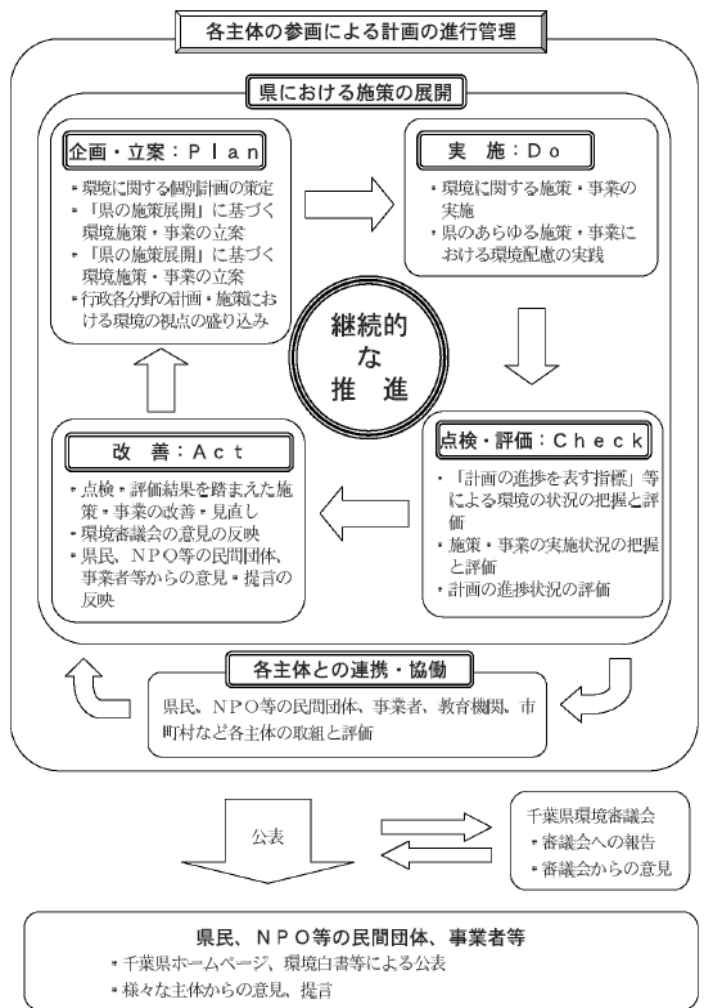 各主体の参画による計画の進行管理
県における施策の展開
企画・立案：Ｐｌａｎ
・環境に関する個別計画の策定
・「県の施策展開」に基づく
環境施策・事業の立案
・「県の施策展開」に基づく
環境施策・事業の立案
・行政各分野の計画・施策にお
ける環境の視点の盛り込み
実　施：Ｄｏ
・環境に関する施策・事業の
実施
・県のあらゆる施策・事業に
おける環境配慮の実践
継続的
な
推　進
改　善：Ａｃｔ
・点検・評価結果を踏まえた施
策・事業の改善・見直し
・環境審議会の意見の反映
・県民、ＮＰＯ等の民間団体、
事業者等からの意見・提言の
反映
点検・評価：Ｃｈｅｃｋ
・「計画の進捗を表す指標」等
による環境の状況の把握と評
価
・施策・事業の実施状況の把握
と評価
・計画の進捗状況の評価
各主体との連携・協働
県民、ＮＰＯ等の民間団体、事業者、教育機関、市
町村など各主体の取組と評価
公表
千葉県環境審議会
・審議会への報告
・審議会からの意見
県民、ＮＰＯ等の民間団体、事業者等
・千葉県ホームページ、環境白書等による公表
・様々な主体からの意見、提言